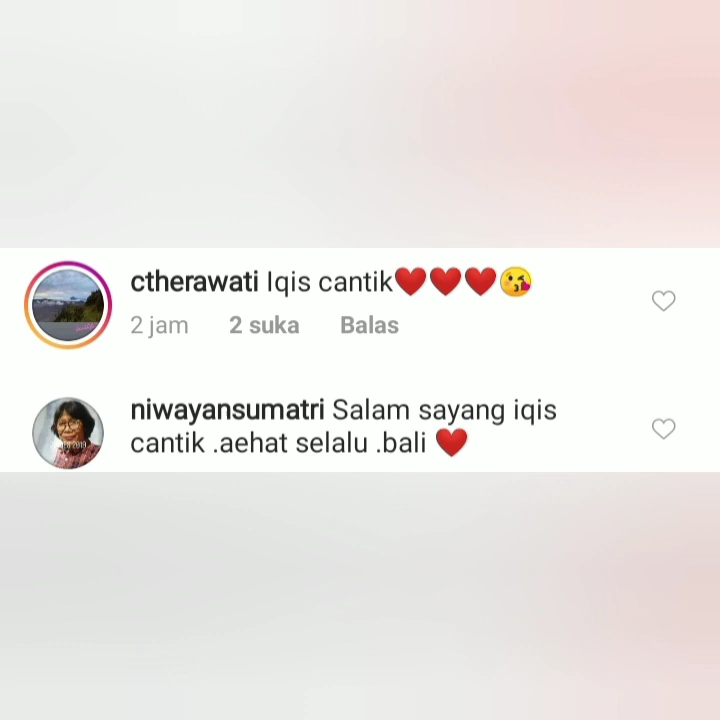 ctherawati Iqis cantik❤️❤️❤️😘
2 jam 2 suka Balas
niwayansumatri Salam sayang iqis
cantik .aehat selalu .bali ❤️